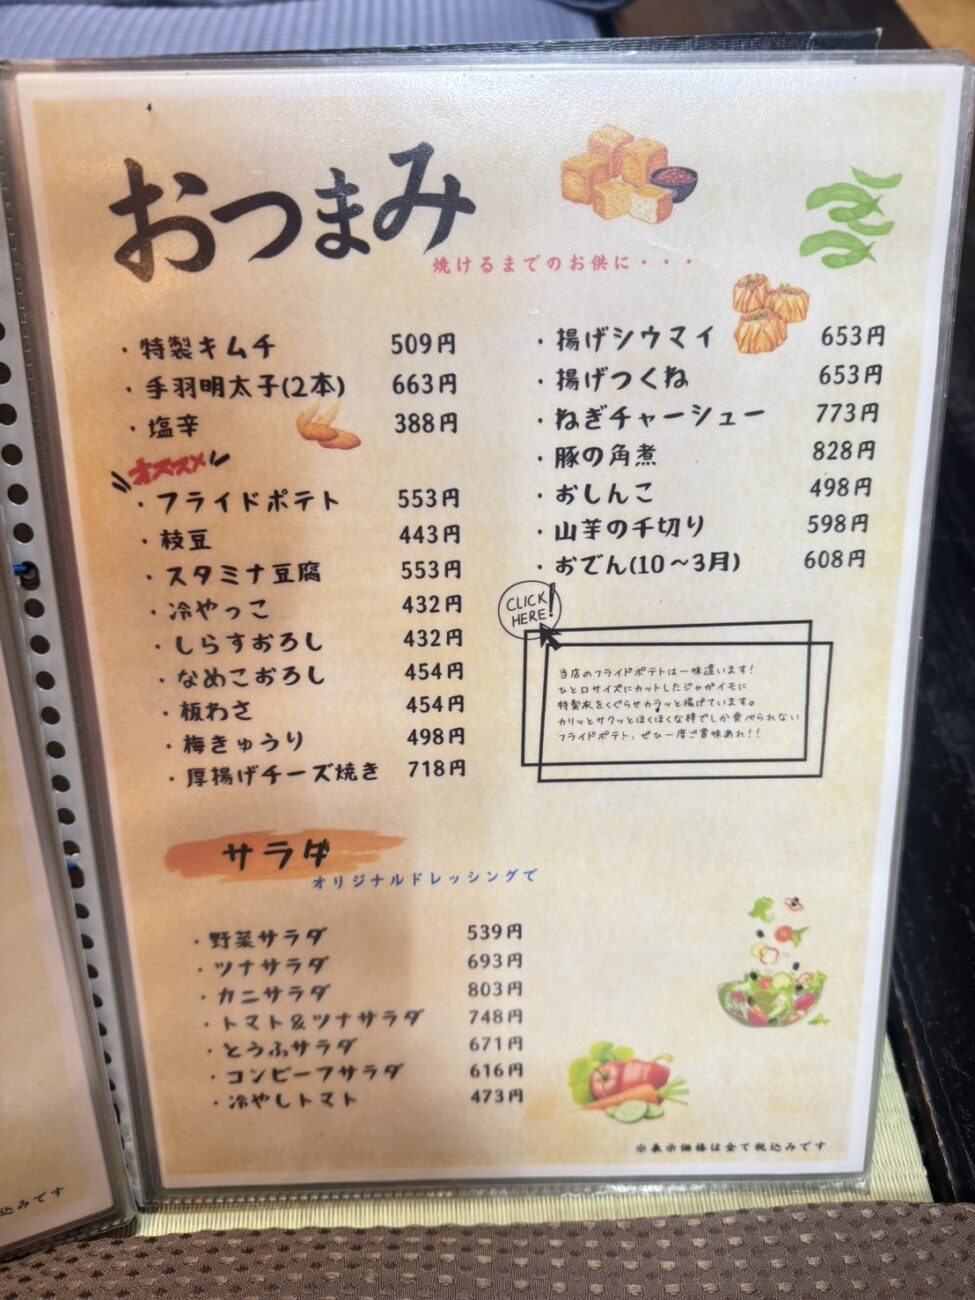 おつまみ
焼けるまでのお供に・・・
・特製キムチ 509円
・手羽明太子(2本) 663円
・塩辛 388円
オススメ
・フライドポテト 553円
・枝豆 443円
・スタミナ豆腐 553円
・冷やっこ 432円
・しらすおろし 432円
・なめこおろし 454円
・板わさ 454円
・梅きゅうり 498円
・厚揚げチーズ焼き 718円
・揚げシウマイ 653円
・揚げつくね 653円
・ねぎチャーシュー 773円
・豚の角煮 828円
・おしんこ 498円
・山芋の千切り 598円
・おでん(10〜3月) 608円
CLICK
HERE!
当店のフライドポテトは一味違います!
ひと口サイズにカットしたジャガイモに
特製衣をくぐらせカラッと揚げています。
カリッとサクッとほくほくな粋でしか食べられない
フライドポテト、ぜひ一度ご賞味あれ!!
サラダ
オリジナルドレッシングで
・野菜サラダ 539円
・ツナサラダ 693円
・カニサラダ 803円
・トマト&ツナサラダ 748円
・とうふサラダ 671円
・コンビーフサラダ 616円
・冷やしトマト 473円
※表示価格は全て税込みです
込みです